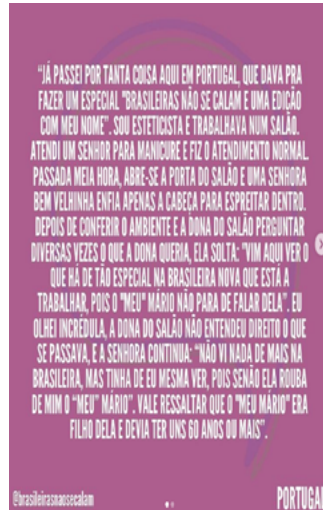 “JÁ PASSEI POR TANTA COISA AQUI EM PORTUGAL, QUE DAVA PRA
FAZER UM ESPECIAL "BRASILEIRAS NÃO SE CALAM E UMA EDIÇÃO
COM MEU NOME”. SOU ESTETICISTA E TRABALHAVA NUM SALÃO.
ATENDI UM SENHOR PARA MANICURE E FIZ O ATENDIMENTO NORMAL.
PASSADA MEIA HORA, ABRE-SE A PORTA DO SALÃO E UMA SENHORA
BEM VELHINHA ENFIA APENAS A CABEÇA PARA ESPREITAR DENTRO.
DEPOIS DE CONFERIR O AMBIENTE E A DONA DO SALÃO PERGUNTAR
DIVERSAS VEZES O QUE A DONA QUERIA, ELA SOLTA: “VIM AQUI VER O
QUE HÁ DE TÃO ESPECIAL NA BRASILEIRA NOVA QUE ESTÁ A
TRABALHAR, POIS O "MEU" MÁRIO NÃO PARA DE FALAR DELA”. EU
OLHEI INCRÉDULA, A DONA DO SALÃO NÃO ENTENDEU DIREITO O QUE
SE PASSAVA, E A SENHORA CONTINUA: “NÃO VI NADA DE MAIS NA
BRASILEIRA, MAS TINHA DE EU MESMA VER, POIS SENÃO ELA ROUBA
DE MIM O “MEU” MÁRIO”. VALE RESSALTAR QUE O "MEU MÁRIO" ERA
FILHO DELA E DEVIA TER UNS 60 ANOS OU MAIS”.
@brasileirasnaosecalam
PORTUGAL